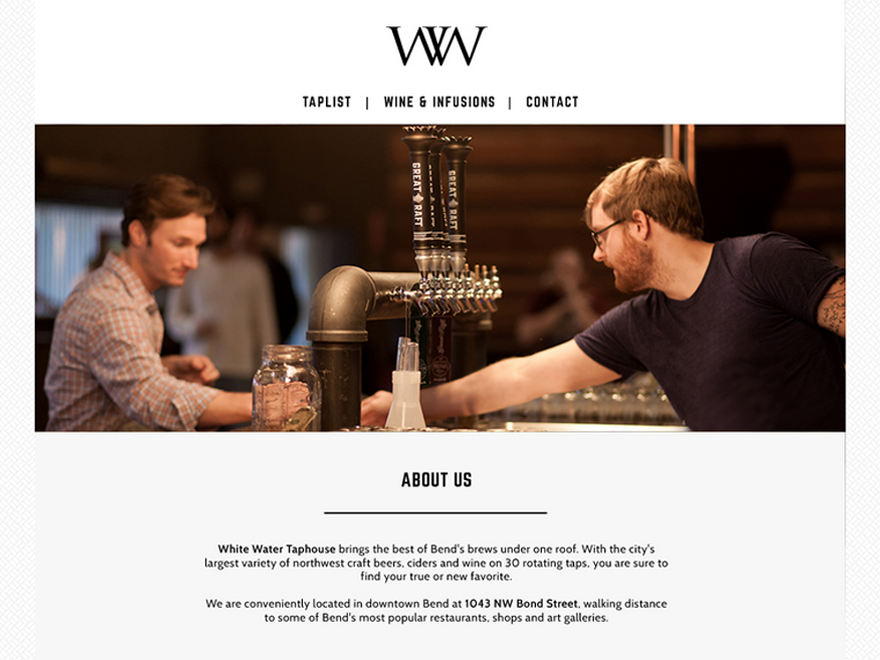 WW
TAPLIST | WINE & INFUSIONS | CONTACT
GREAT RAFT
GREAT RAFT
ABOUT US
White Water Taphouse brings the best of Bend's brews under one roof. With the city's
largest variety of northwest craft beers, ciders and wine on 30 rotating taps, you are sure to
find your true or new favorite.
We are conveniently located in downtown Bend at 1043 NW Bond Street, walking distance
to some of Bend's most popular restaurants, shops and art galleries.